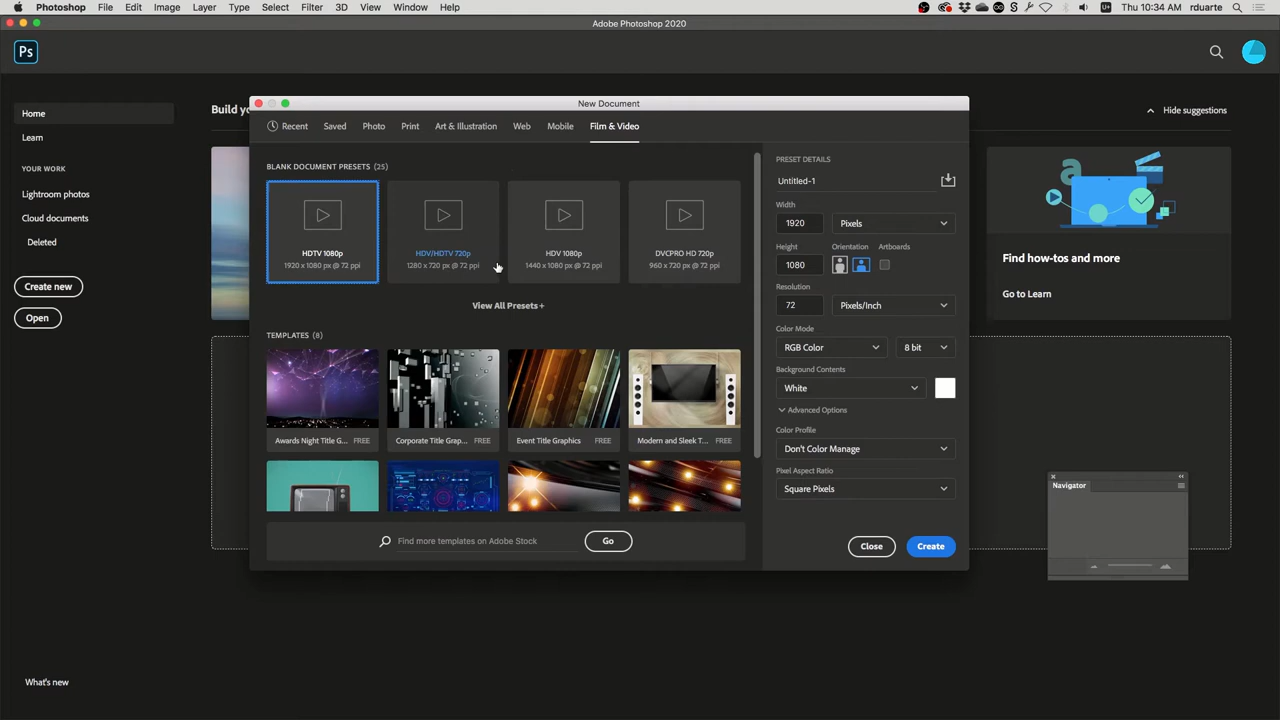 Photoshop File Edit Image Layer Type Select Filter 3D View Window Help
Thu 10:34 AM rduarte
Adobe Photoshop 2020
Ps
Home
Learn
YOUR WORK
Lightroom photos
Cloud documents
Deleted
Create new
Open
What's new
Build yo
Hide suggestions
New Document
Recent Saved Photo Print Art & Illustration Web Mobile Film & Video
BLANK DOCUMENT PRESETS (25)
HDTV 1080p
1920 x 1080 px @ 72 ppi
HDV/HDTV 720p
1280 x 720 px @ 72 ppi
HDV 1080p
1440 x 1080 px @ 72 ppi
DVCPRO HD 720p
960 x 720 px @ 72 ppi
View All Presets +
TEMPLATES (8)
Awards Night Title G... FREE
Corporate Title Grap... FREE
Event Title Graphics FREE
Modern and Sleek T... FREE
Find more templates on Adobe Stock
Go
PRESET DETAILS
Untitled-1
Width
1920 Pixels
Height Orientation Artboards
1080
Resolution
72 Pixels/Inch
Color Mode
RGB Color 8 bit
Background Contents
White
Advanced Options
Color Profile
Don't Color Manage
Pixel Aspect Ratio
Square Pixels
Close Create
Find how-tos and more
Go to Learn
Navigator